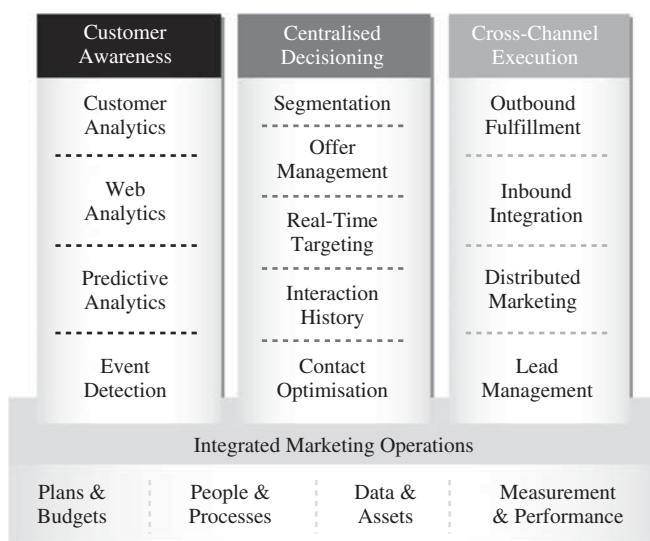 Customer
Awareness
Customer
Analytics
Web
Analytics
Predictive
Analytics
Event
Detection
Centralised
Decisioning
Segmentation
Offer
Management
Real-Time
Targeting
Interaction
History
Contact
Optimisation
Cross-Channel
Execution
Outbound
Fulfillment
Inbound
Integration
Distributed
Marketing
Lead
Management
Integrated Marketing Operations
Plans &
Budgets
People &
Processes
Data &
Assets
Measurement
& Performance